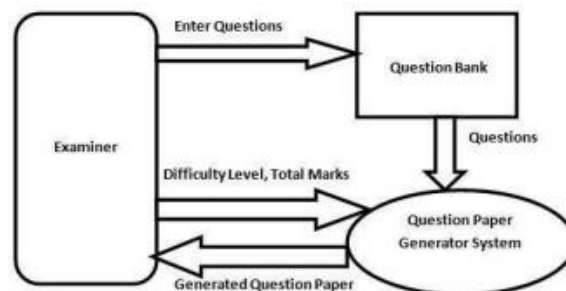 Enter Questions
Question Bank
Examiner
Questions
Difficulty Level, Total Marks
Question Paper
Generator System
Generated Question Paper